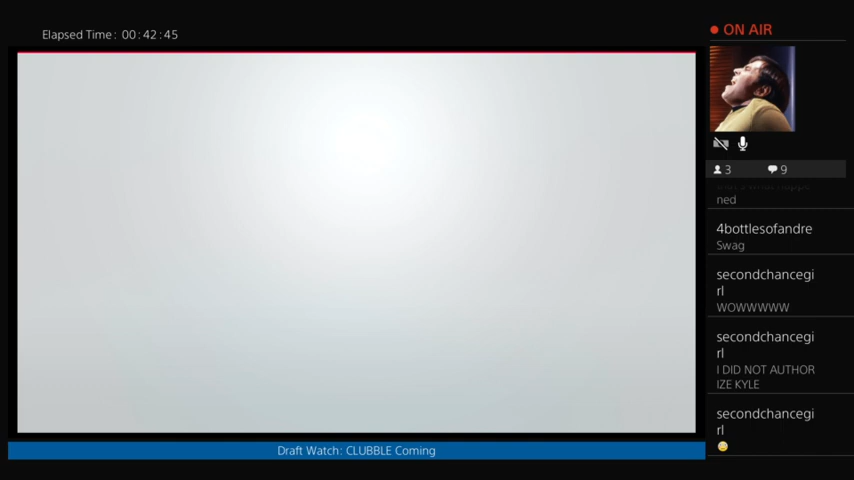 Elapsed Time: 00:42:45
ON AIR
3 9
ned
4bottlesofandre
Swag
secondchancegi
rl
WOWWWWW
secondchancegi
rl
I DID NOT AUTHOR
IZE KYLE
secondchancegi
rl
Draft Watch: CLUBBLE Coming